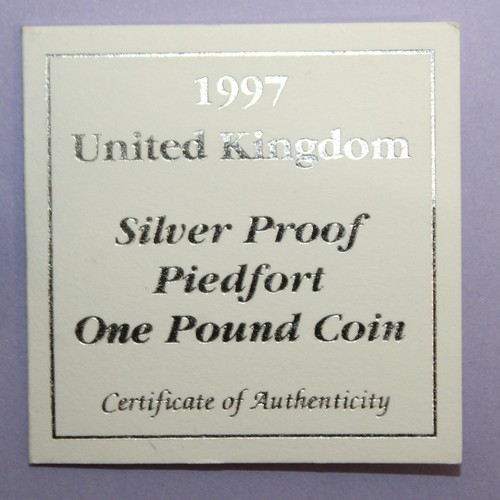 1997
United Kingdom
Silver Proof
Piedfort
One Pound Coin
Certificate of Authenticity